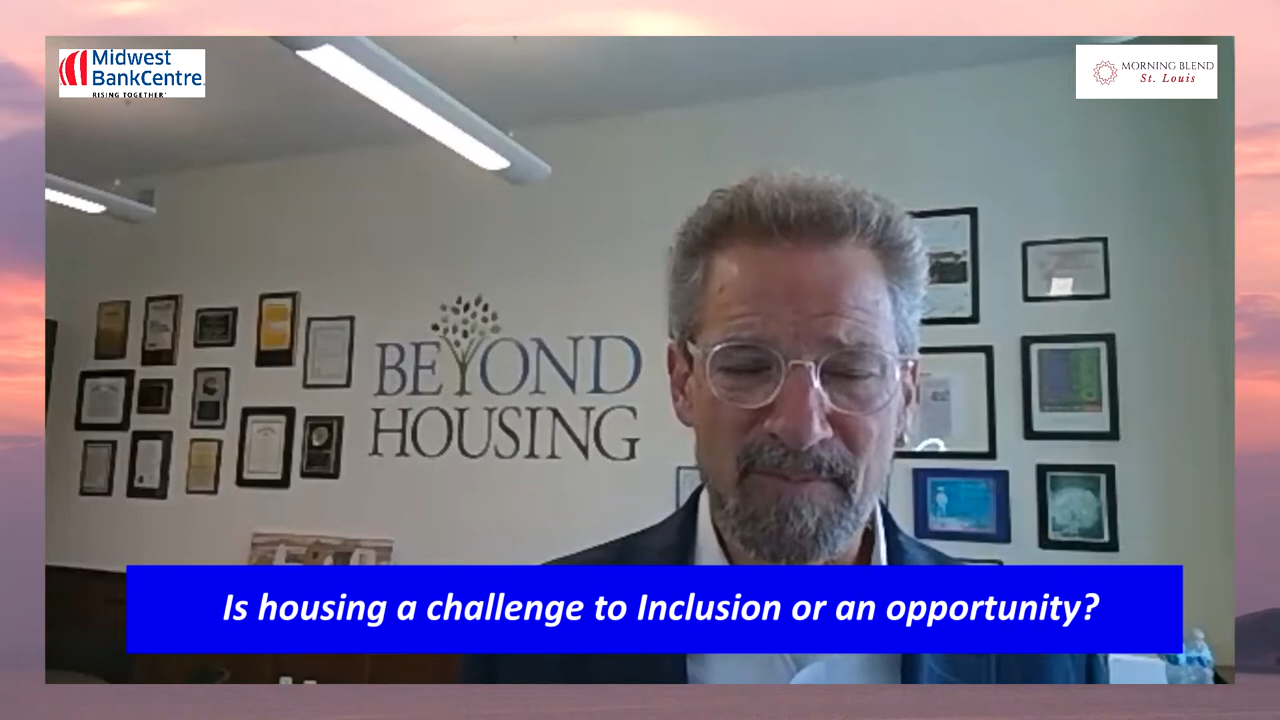 Midwest
BankCentre
RISING TOGETHER
MORNING BLEND
St. Louis
BEYOND
HOUSING
Is housing a challenge to Inclusion or an opportunity?